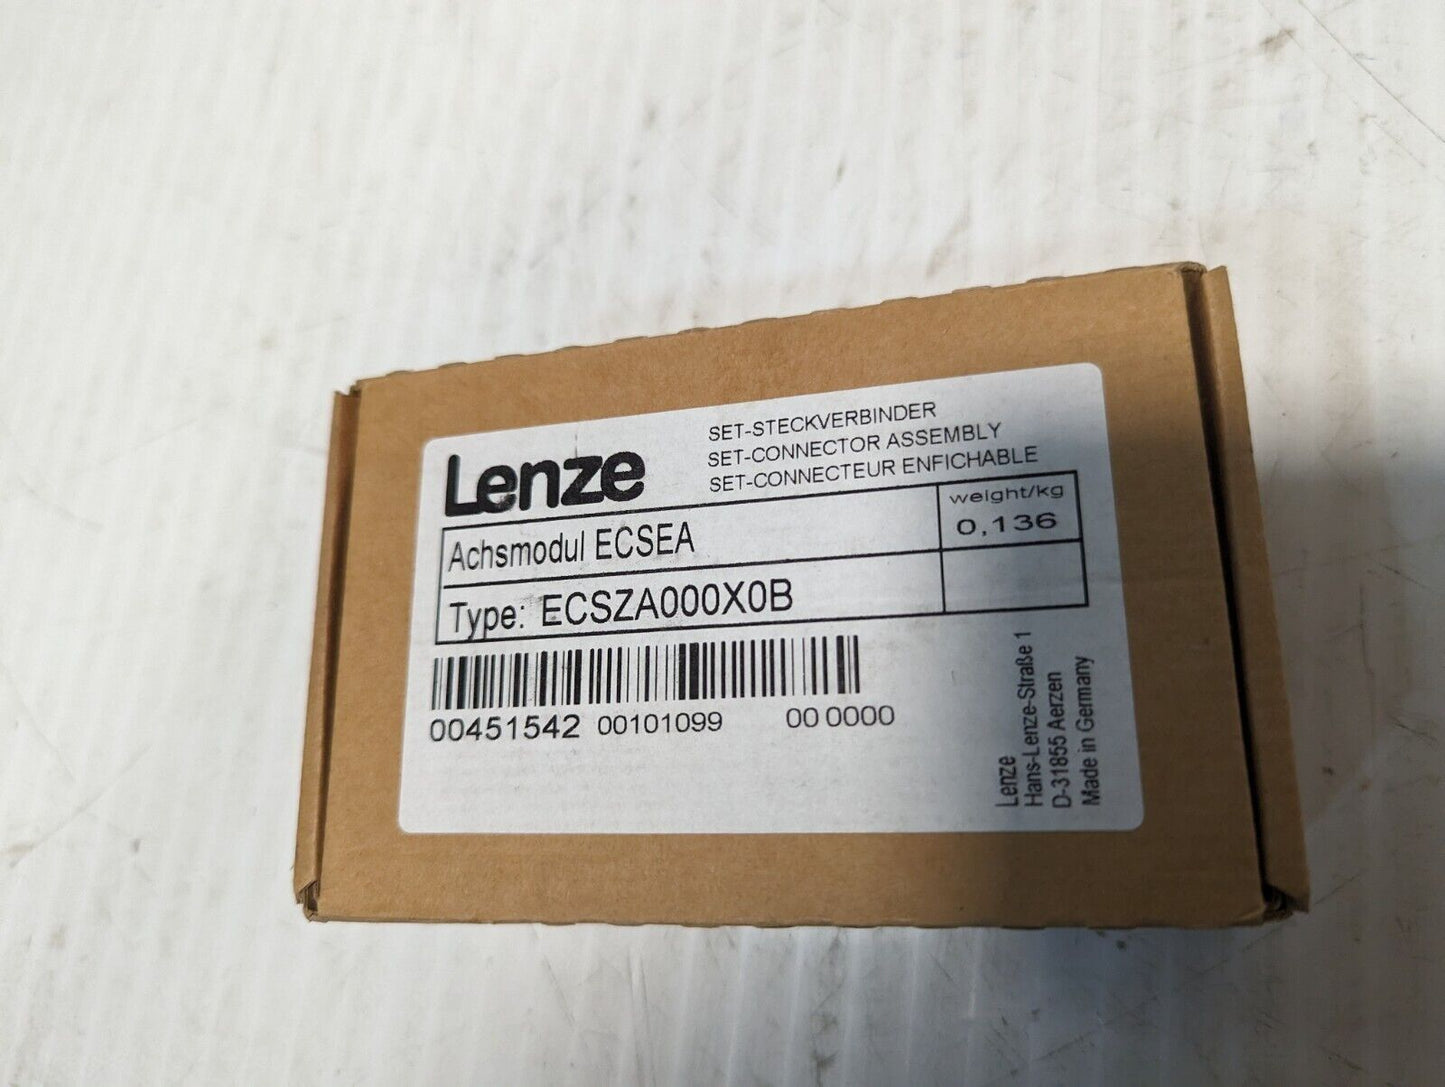 Lenze
SET-STECKVERBINDER
SET-CONNECTOR ASSEMBLY
SET-CONNECTEUR ENFICHABLE
Achsmodul ECSEA
weight/kg
0,136
Type: ECSZA000X0B
00451542 00101099 00 0000
Lenze
Hans-Lenze-Straße 1
D-31855 Aerzen
Made in Germany